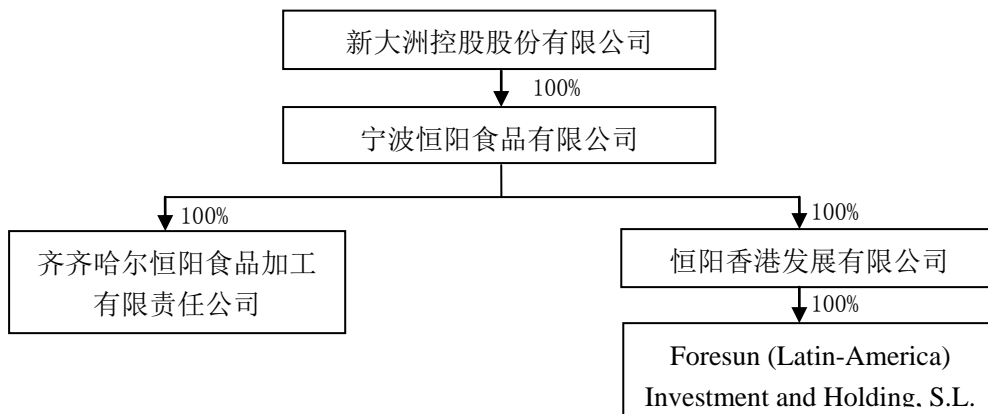 新大洲控股股份有限公司
100%
宁波恒阳食品有限公司
100%
100%
齐齐哈尔恒阳食品加工
有限责任公司
恒阳香港发展有限公司
100%
Foresun (Latin-America)
Investment and Holding, S.L.